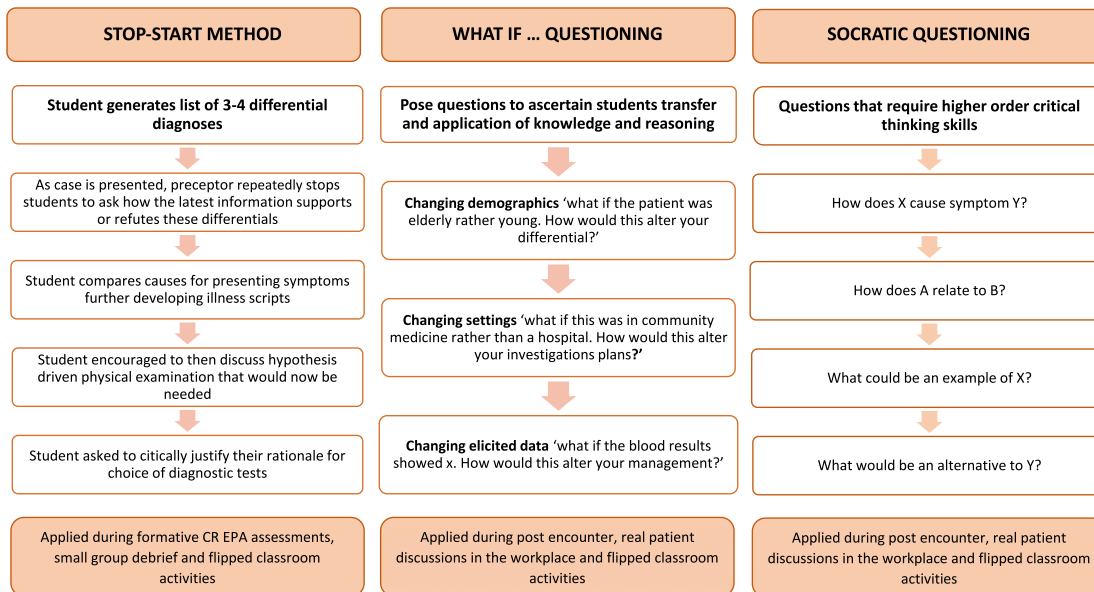 STOP-START METHOD
Student generates list of 3-4 differential
diagnoses
As case is presented, preceptor repeatedly stops
students to ask how the latest information supports
or refutes these differentials
Student compares causes for presenting symptoms
further developing illness scripts
Student encouraged to then discuss hypothesis
driven physical examination that would now be
needed
Student asked to citically justify their rationale for
choice of diagnostic tests
Applied during formative CR EPA assessments,
small group debrief and flipped classroom
activities
WHAT IF ... QUESTIONING
Pose questions to ascertain students transfer
and application of knowledge and reasoning
Changing demographics ‘what if the patient was
elderly rather young. How would this alter your
differential?’
Changing settings ‘what if this was in community
medicine rather than a hospital. How would this alter
your investigations plans?’
Changing elicited data ‘what if the blood results
showed x. How would this alter your management?’
Applied during post encounter, real patient
discussions in the workplace and flipped classroom
activities
SOCRATIC QUESTIONING
Questions that require higher order critical
thinking skills
How does X cause symptom Y?
How does A relate to B?
What could be an example of X?
What would be an alternative to Y?
Applied during post encounter, real patient
discussions in the workplace and flipped classroom
activities